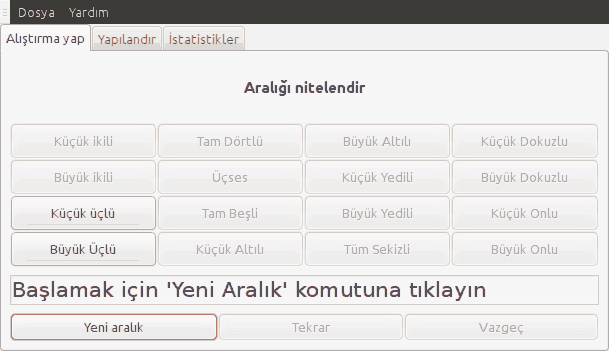 Dosya Yardım
Alıştırma yap Yapılandır İstatistikler
Aralığı nitelendir
Küçük ikili Tam Dörtlü Büyük Altılı Küçük Dokuzlu
Büyük ikili Üçses Küçük Yedili Büyük Dokuzlu
Küçük üçlü Tam Beşli Büyük Yedili Küçük Onlu
Büyük Üçlü Küçük Altılı Tüm Sekizli Büyük Onlu
Başlamak için 'Yeni Aralık' komutuna tıklayın
Yeni aralık Tekrar Vazgeç